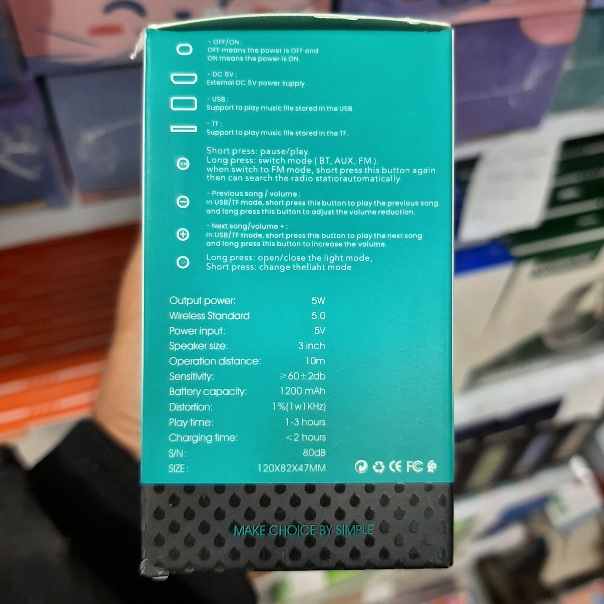 - OFF/ON :
OFF means the power is OFF and
ON means the power is ON.
- DC 5V :
External DC 5V power supply
- USB :
Support to play music file stored in the USB.
- TF :
Support to play music file stored in the TF.
Short press: pause/play.
Long press: switch mode ( BT, AUX, FM ).
when switch to FM mode, short press this button again
then can search the radio statiorautomatically.
- Previous song / volume :
In USB/TF mode, short press this button to play the previous song
and long press this button to adjust the volume reduction.
- Next song/volume + :
In USB/TF mode, short press this button to play the next song
and long press this button to increase the volume.
Long press: open/close the light mode,
Short press: change theliaht mode
Output power: 5W
Wireless Standard 5.0
Power input: 5V
Speaker size: 3 inch
Operation distance: 10m
Sensitivity: ≥60±2db
Battery capacity: 1200 mAh
Distortion: 1%(1w1KHz)
Play time: 1-3 hours
Charging time: <2 hours
S/N: 80dB
SIZE : 120X82X47MM CE FC
MAKE CHOICE BY SIMPLE